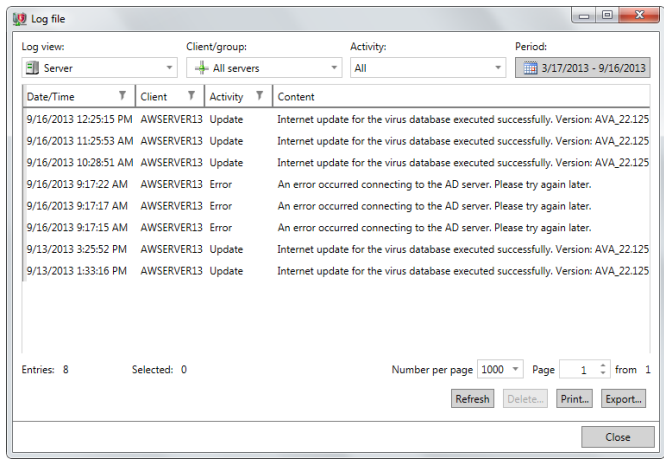 Log file
Log view: Client/group: Activity: Period:
Server All servers All 3/17/2013 - 9/16/2013
Date/Time Client Activity Content
9/16/2013 12:25:15 PM AWSERVER13 Update Internet update for the virus database executed successfully. Version: AVA_22.125
9/16/2013 11:25:53 AM AWSERVER13 Update Internet update for the virus database executed successfully. Version: AVA_22.125
9/16/2013 10:28:51 AM AWSERVER13 Update Internet update for the virus database executed successfully. Version: AVA_22.125
9/16/2013 9:17:22 AM AWSERVER13 Error An error occurred connecting to the AD server. Please try again later.
9/16/2013 9:17:17 AM AWSERVER13 Error An error occurred connecting to the AD server. Please try again later.
9/16/2013 9:17:15 AM AWSERVER13 Error An error occurred connecting to the AD server. Please try again later.
9/13/2013 3:25:52 PM AWSERVER13 Update Internet update for the virus database executed successfully. Version: AVA_22.125
9/13/2013 1:33:16 PM AWSERVER13 Update Internet update for the virus database executed successfully. Version: AVA_22.125
Entries: 8 Selected: 0 Number per page 1000 Page 1 from 1
Refresh Delete... Print... Export...
Close